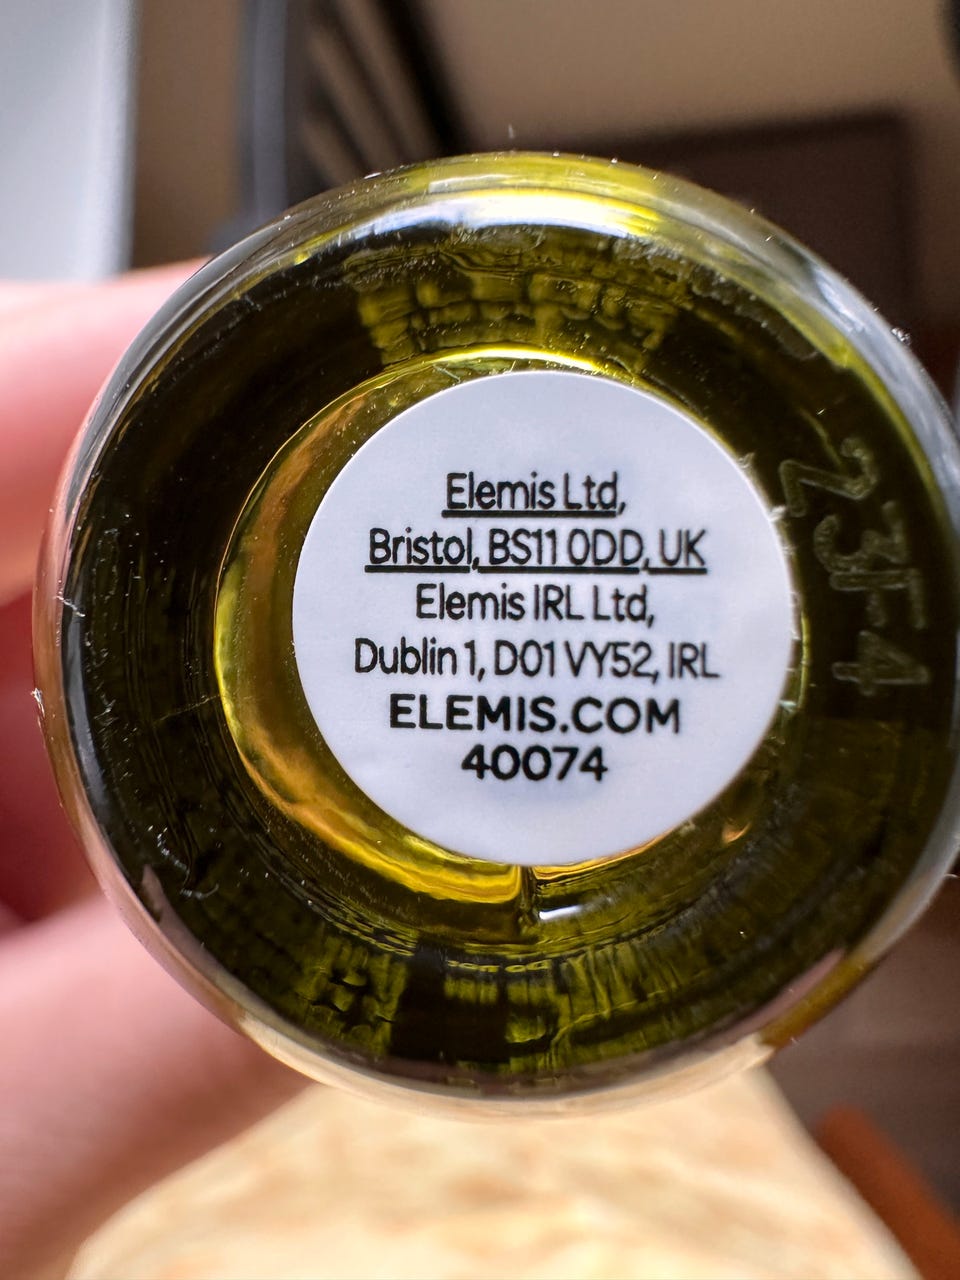 Elemis Ltd,
Bristol, BS11 0DD, UK
Elemis IRL Ltd,
Dublin 1, D01 VY52, IRL
ELEMIS.COM
40074